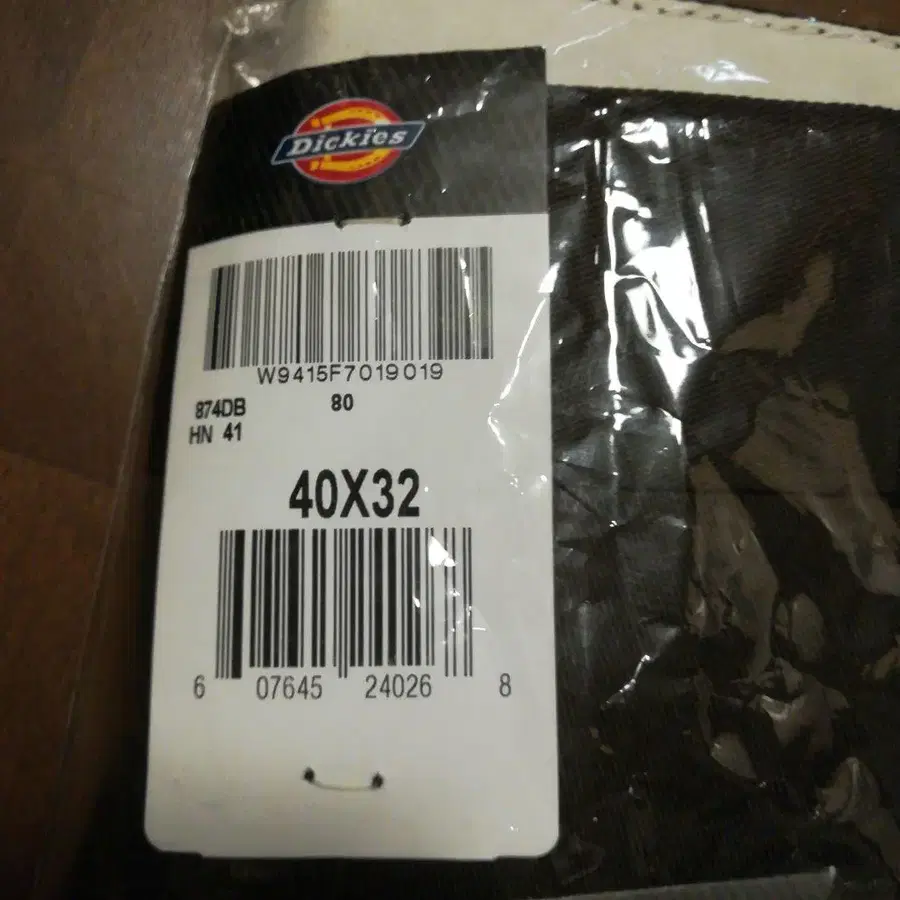 Dickies
W9415F7019019
874DB 80
HN 41
40X32
6 07645 24026 8